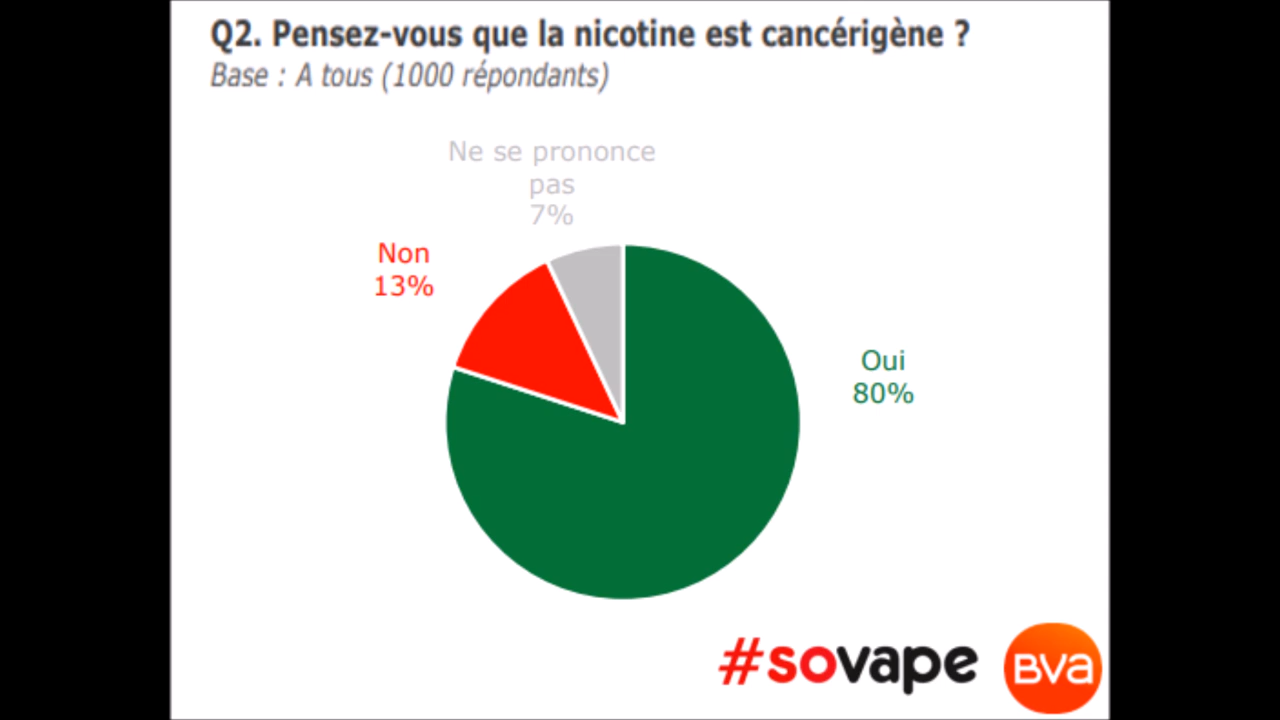 Q2. Pensez-vous que la nicotine est cancérigène ?
Base : A tous (1000 répondants)
Ne se prononce
pas
7%
Non
13%
Oui
80%
#sovape
BVa